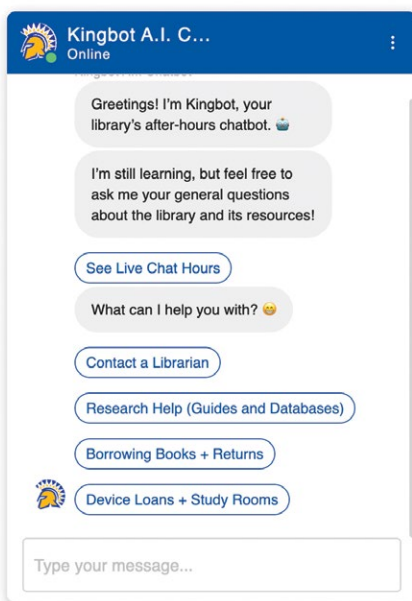 Kingbot A.I. C...
Online
Greetings! I'm Kingbot, your
library's after-hours chatbot.
I'm still learning, but feel free to
ask me your general questions
about the library and its resources!
See Live Chat Hours
What can I help you with?
Contact a Librarian
Research Help (Guides and Databases)
Borrowing Books + Returns
Device Loans + Study Rooms
Type your message...